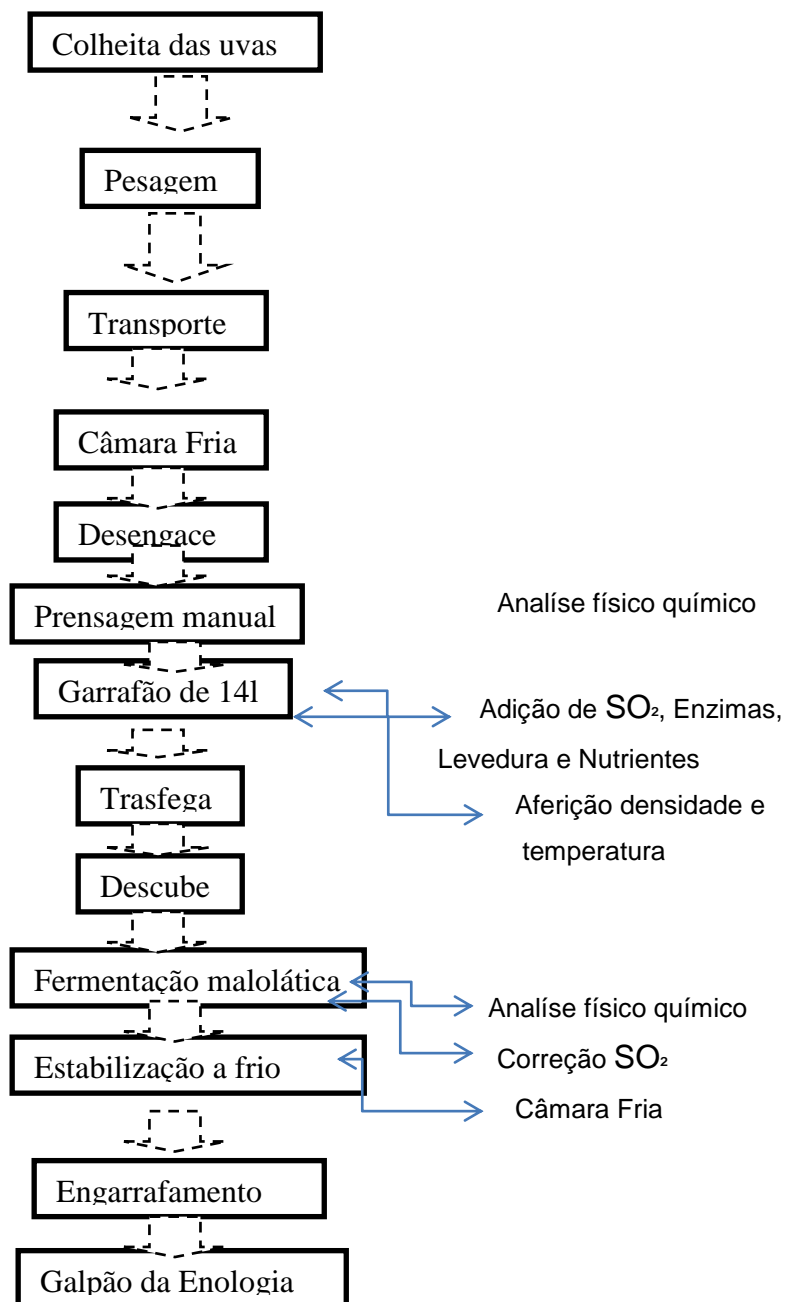 Colheita das uvas
Pesagem
Transporte
Câmara Fria
Desengace
Prensagem manual
Analíse físico químico
Garrafão de 14l
Adição de SO₂, Enzimas,
Levedura e Nutrientes
Trasfega
Aferição densidade e
temperatura
Descube
Fermentação malolática
Analíse físico químico
Correção SO₂
Estabilização a frio
Câmara Fria
Engarrafamento
Galpão da Enologia